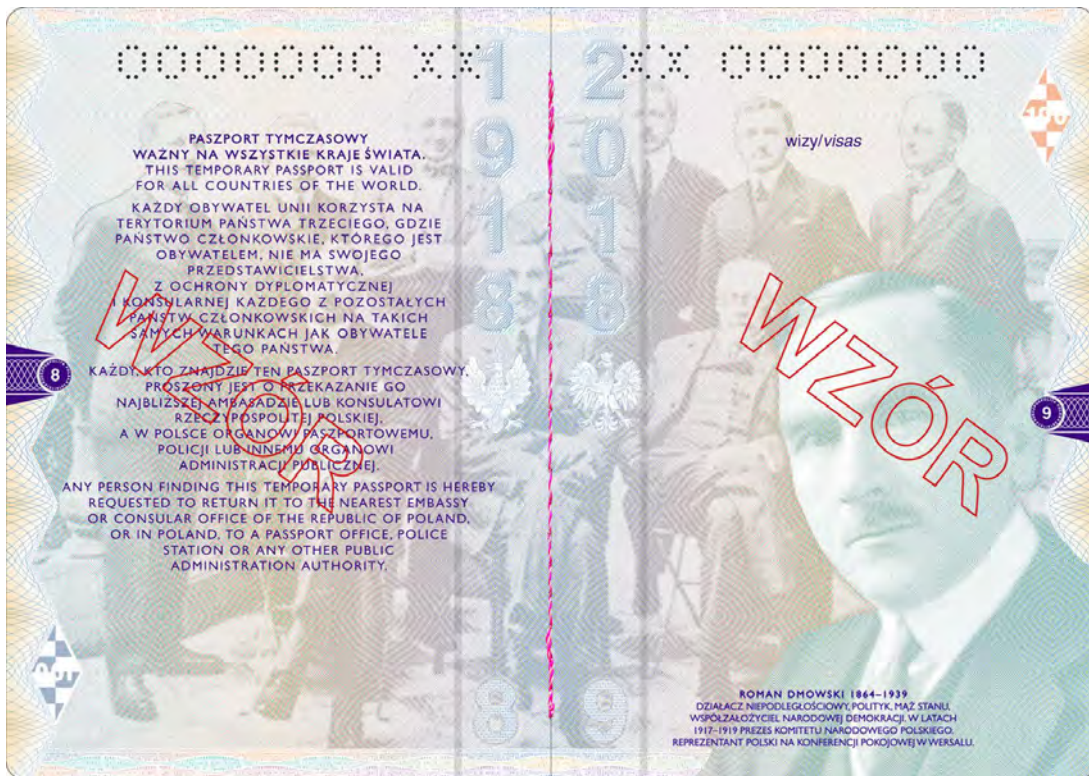 0000000 XX
1918
PASZPORT TYMCZASOWY
WAŻNY NA WSZYSTKIE KRAJE ŚWIATA.
THIS TEMPORARY PASSPORT IS VALID
FOR ALL COUNTRIES OF THE WORLD.
KAŻDY OBYWATEL UNII KORZYSTA NA
TERYTORIUM PAŃSTWA TRZECIEGO, GDZIE
PAŃSTWO CZŁONKOWSKIE, KTÓREGO JEST
OBYWATELEM, NIE MA SWOJEGO
PRZEDSTAWICIELSTWA,
Z OCHRONY DYPLOMATYCZNEJ
I KONSULARNEJ KAŻDEGO Z POZOSTAŁYCH
PAŃSTW CZŁONKOWSKICH NA TAKICH
SAMYCH WARUNKACH JAK OBYWATELE
TEGO PAŃSTWA.
KAŻDY, KTO ZNAJDZIE TEN PASZPORT TYMCZASOWY,
PROSZONY JEST O PRZEKAZANIE GO
NAJBLIŻSZEJ AMBASADZIE LUB KONSULATOWI
RZECZYPOSPOLITEJ POLSKIEJ,
A W POLSCE ORGANOWI PASZPORTOWEMU,
POLICJI LUB INNEMU ORGANOWI
ADMINISTRACJI PUBLICZNEJ.
ANY PERSON FINDING THIS TEMPORARY PASSPORT IS HEREBY
REQUESTED TO RETURN IT TO THE NEAREST EMBASSY
OR CONSULAR OFFICE OF THE REPUBLIC OF POLAND,
OR IN POLAND, TO A PASSPORT OFFICE, POLICE
STATION OR ANY OTHER PUBLIC
ADMINISTRATION AUTHORITY.
WZÓR
8
8
XX 0000000
2018
100
wizy/visas
WZÓR
9
9
ROMAN DMOWSKI 1864–1939
DZIAŁACZ NIEPODLEGŁOŚCIOWY, POLITYK, MĄŻ STANU,
WSPÓŁZAŁOŻYCIEL NARODOWEJ DEMOKRACJI. W LATACH
1917–1919 PREZES KOMITETU NARODOWEGO POLSKIEGO.
REPREZENTANT POLSKI NA KONFERENCJI POKOJOWEJ W WERSALU.